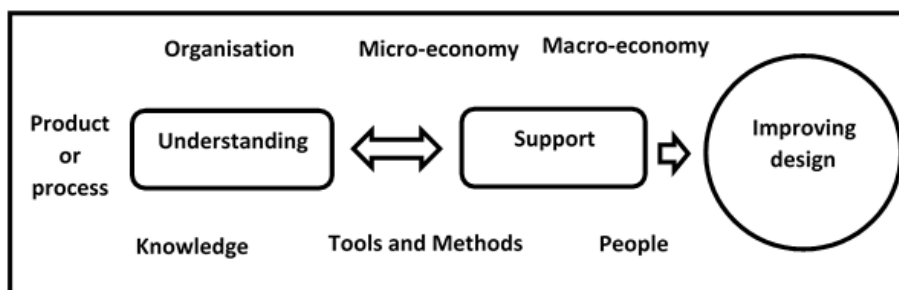 Organisation Micro-economy Macro-economy
Product
or
process
Understanding
Support
Improving
design
Knowledge Tools and Methods People